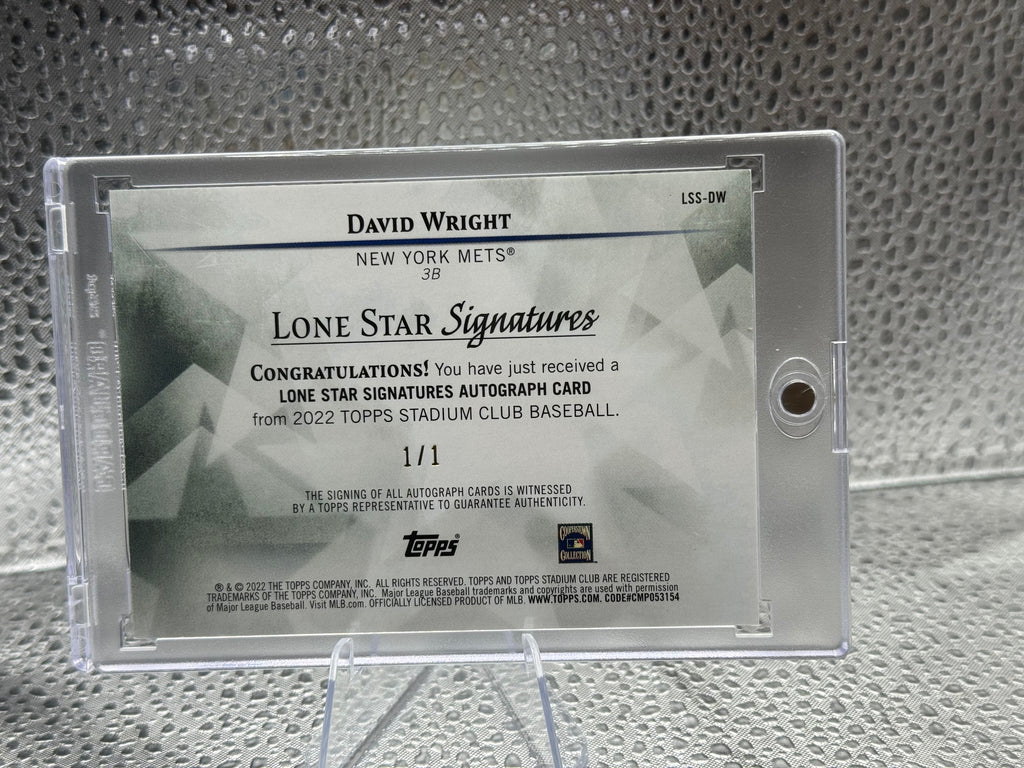 LSS-DW
DAVID WRIGHT
NEW YORK METS®
3B
LONE STAR Signatures
CONGRATULATIONS! You have just received a
LONE STAR SIGNATURES AUTOGRAPH CARD
from 2022 TOPPS STADIUM CLUB BASEBALL.
1/1
THE SIGNING OF ALL AUTOGRAPH CARDS IS WITNESSED
BY A TOPPS REPRESENTATIVE TO GUARANTEE AUTHENTICITY.
topps®
COOPERSTOWN
COLLECTION™
® & © 2022 THE TOPPS COMPANY, INC. ALL RIGHTS RESERVED. TOPPS AND TOPPS STADIUM CLUB ARE REGISTERED
TRADEMARKS OF THE TOPPS COMPANY, INC. Major League Baseball trademarks and copyrights are used with permission
of Major League Baseball. Visit MLB.com. OFFICIALLY LICENSED PRODUCT OF MLB. WWW.TOPPS.COM. CODE#CMP053154